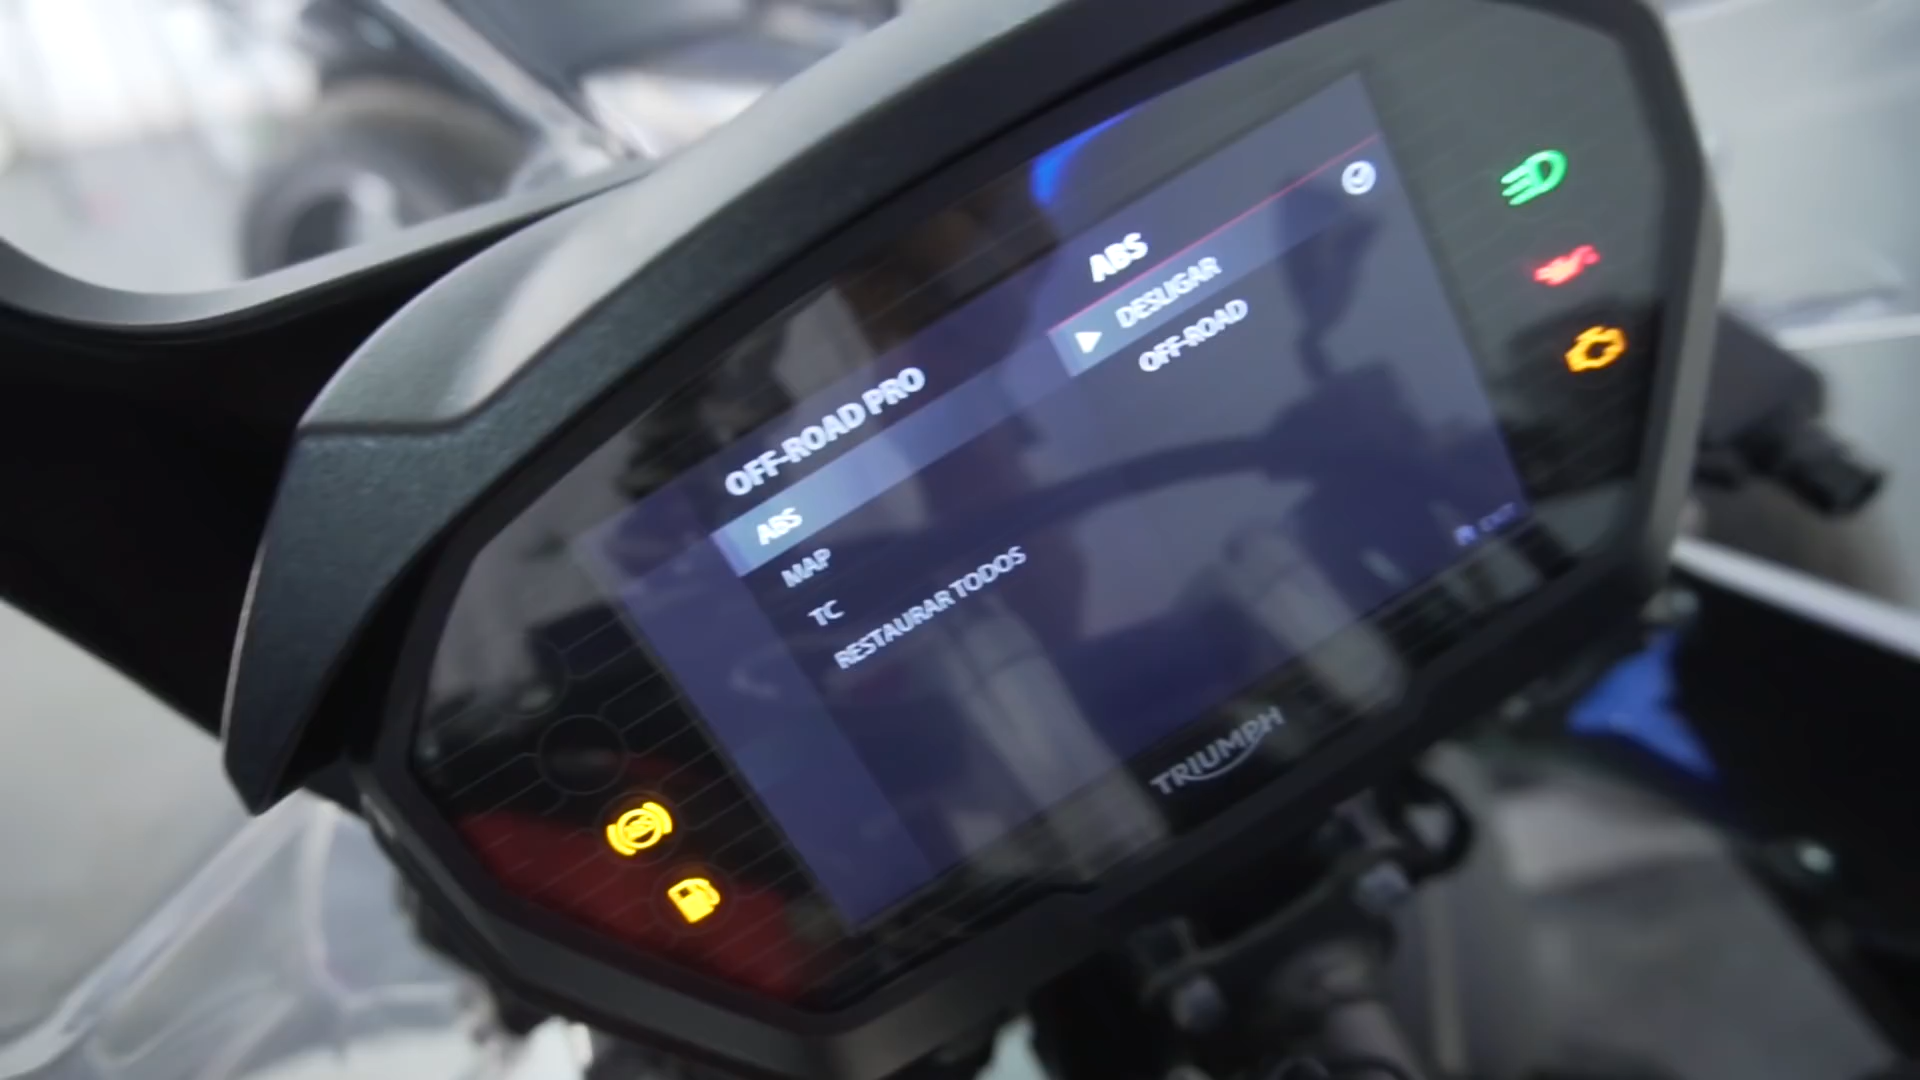 OFF-ROAD PRO
ABS
MAP
TC
RESTAURAR TODOS
ABS
DESLIGAR
OFF-ROAD
TRIUMPH